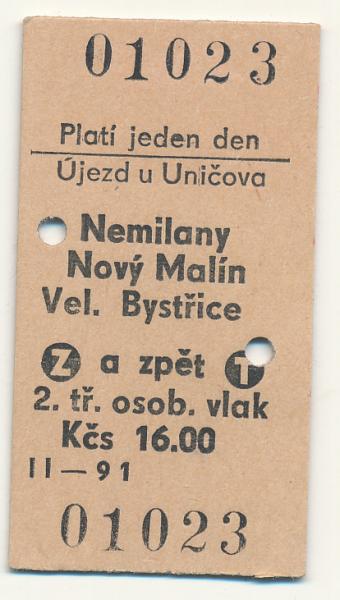 01023
Platí jeden den
Újezd u Uničova
Nemilany
Nový Malín
Vel. Bystřice
Z a zpět T
2. tř. osob. vlak
Kčs 16.00
II—91
01023